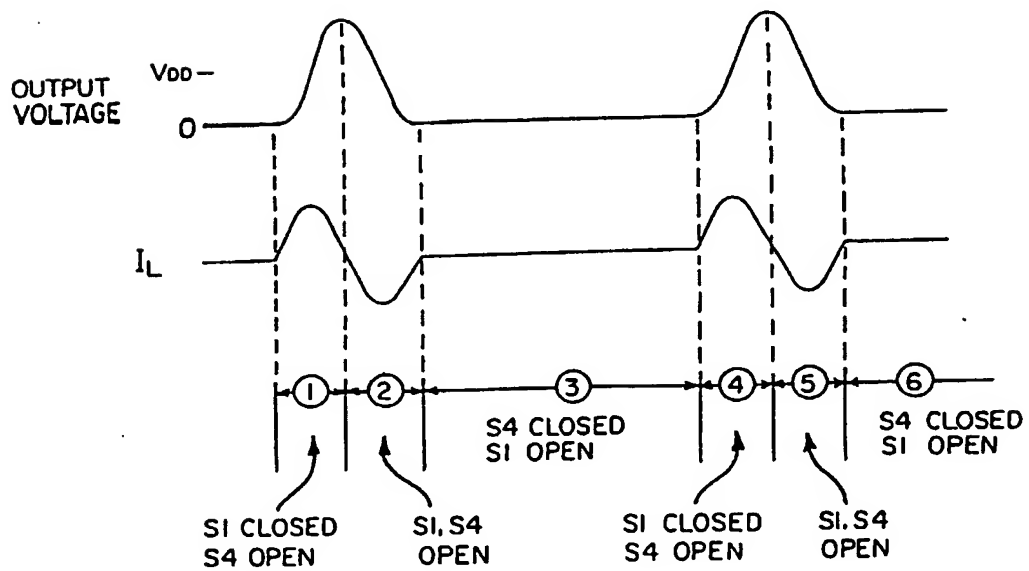 VDD
OUTPUT
VOLTAGE
0
IL
1 2 3 4 5 6
S4 CLOSED
S1 OPEN
S4 CLOSED
S1 OPEN
S1 CLOSED
S4 OPEN
S1, S4
OPEN
S1 CLOSED
S4 OPEN
S1, S4
OPEN